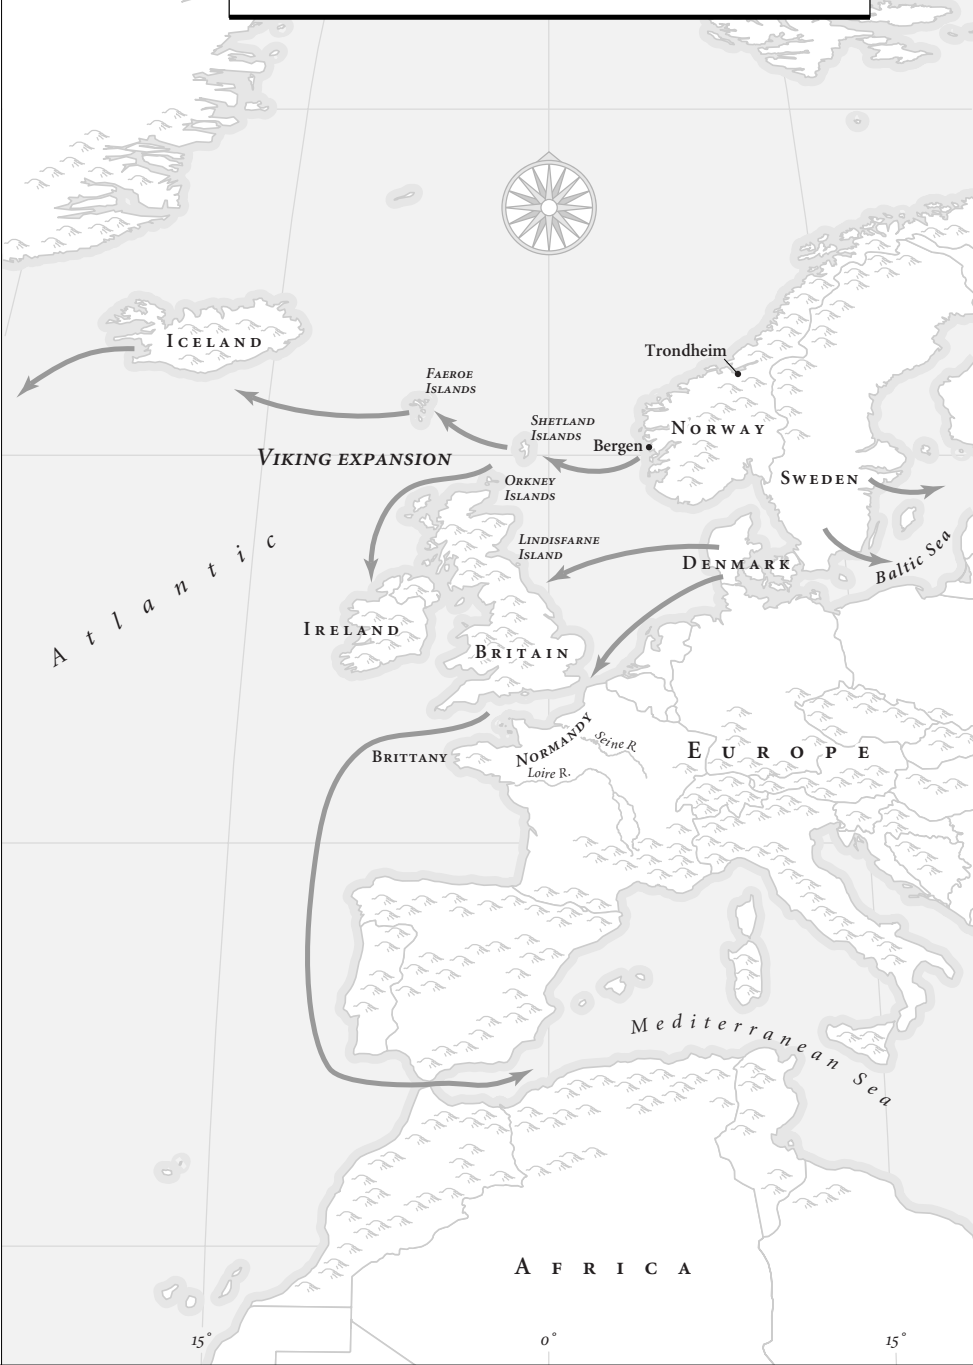 Iceland
Trondheim
Faeroe
Islands
Shetland
Islands
Norway
Bergen
Viking expansion
Sweden
Orkney
Islands
Lindisfarne
Island
Denmark
Baltic Sea
Atlantic
Ireland
Britain
Normandy
Seine R.
Brittany
Loire R.
Europe
Mediterranean Sea
Africa
15°
0°
15°